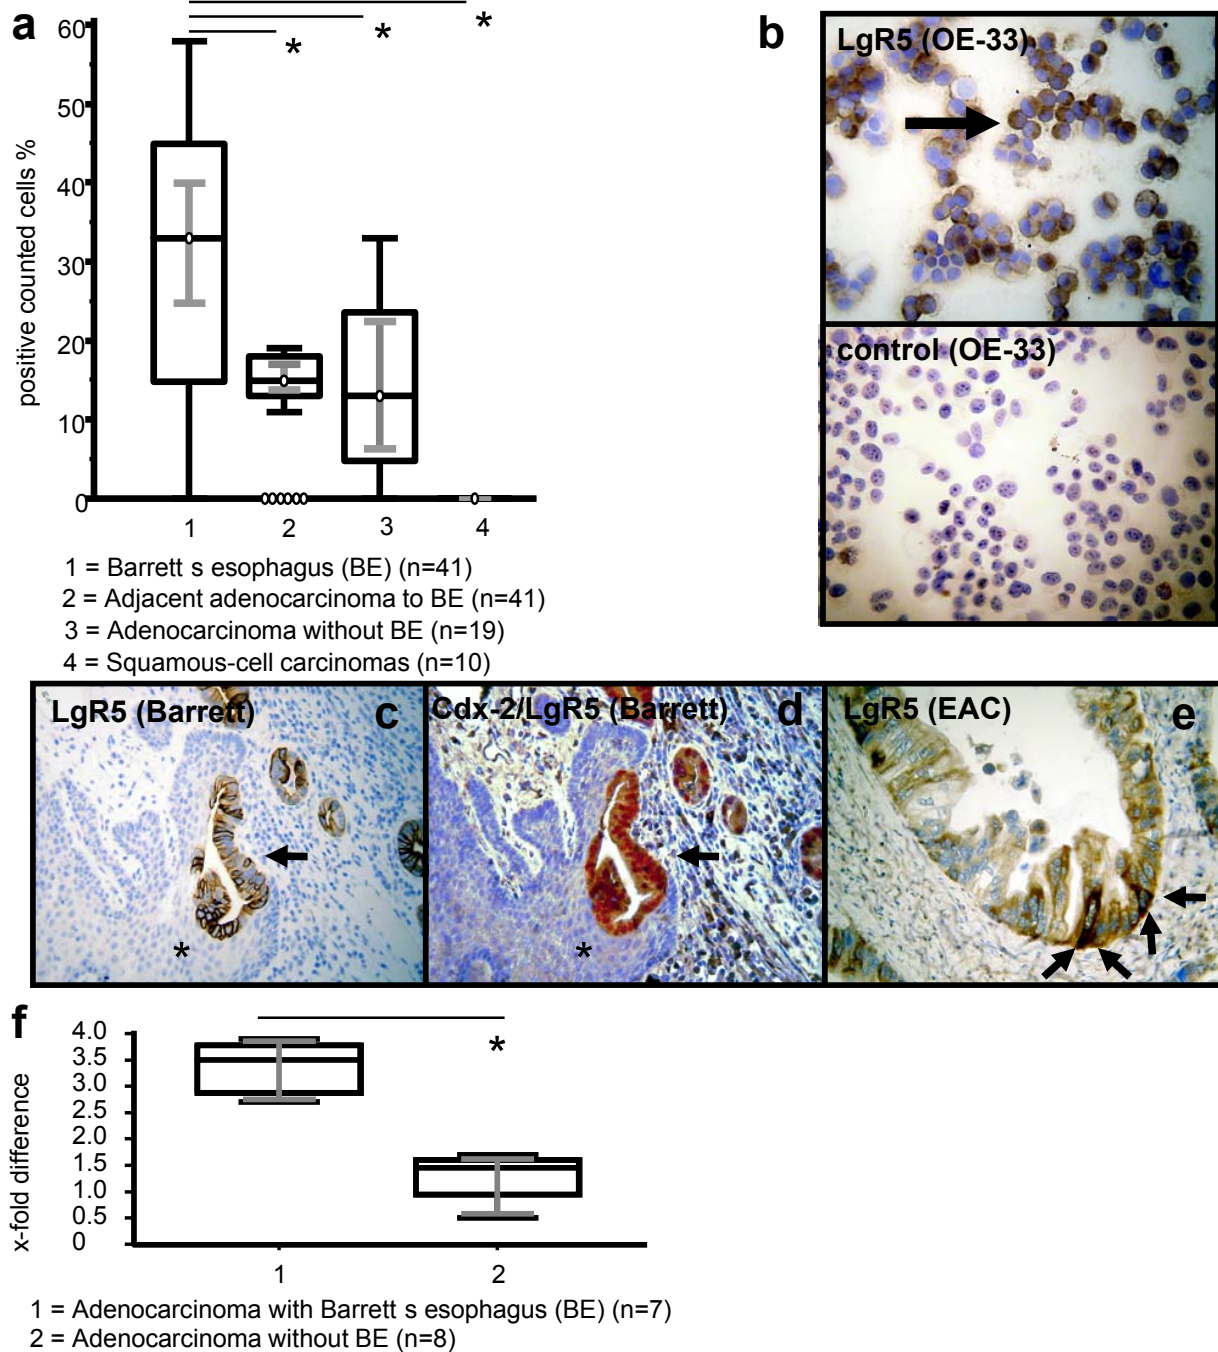 a
*
*
*
60
50
40
30
20
10
0
positive counted cells %
1 2 3 4
1 = Barrett s esophagus (BE) (n=41)
2 = Adjacent adenocarcinoma to BE (n=41)
3 = Adenocarcinoma without BE (n=19)
4 = Squamous-cell carcinomas (n=10)
b
LgR5 (OE-33)
control (OE-33)
LgR5 (Barrett) c
*
Cdx-2/LgR5 (Barrett) d
*
LgR5 (EAC) e
f
*
4.0
3.5
3.0
2.5
2.0
1.5
1.0
0.5
0
x-fold difference
1 2
1 = Adenocarcinoma with Barrett s esophagus (BE) (n=7)
2 = Adenocarcinoma without BE (n=8)